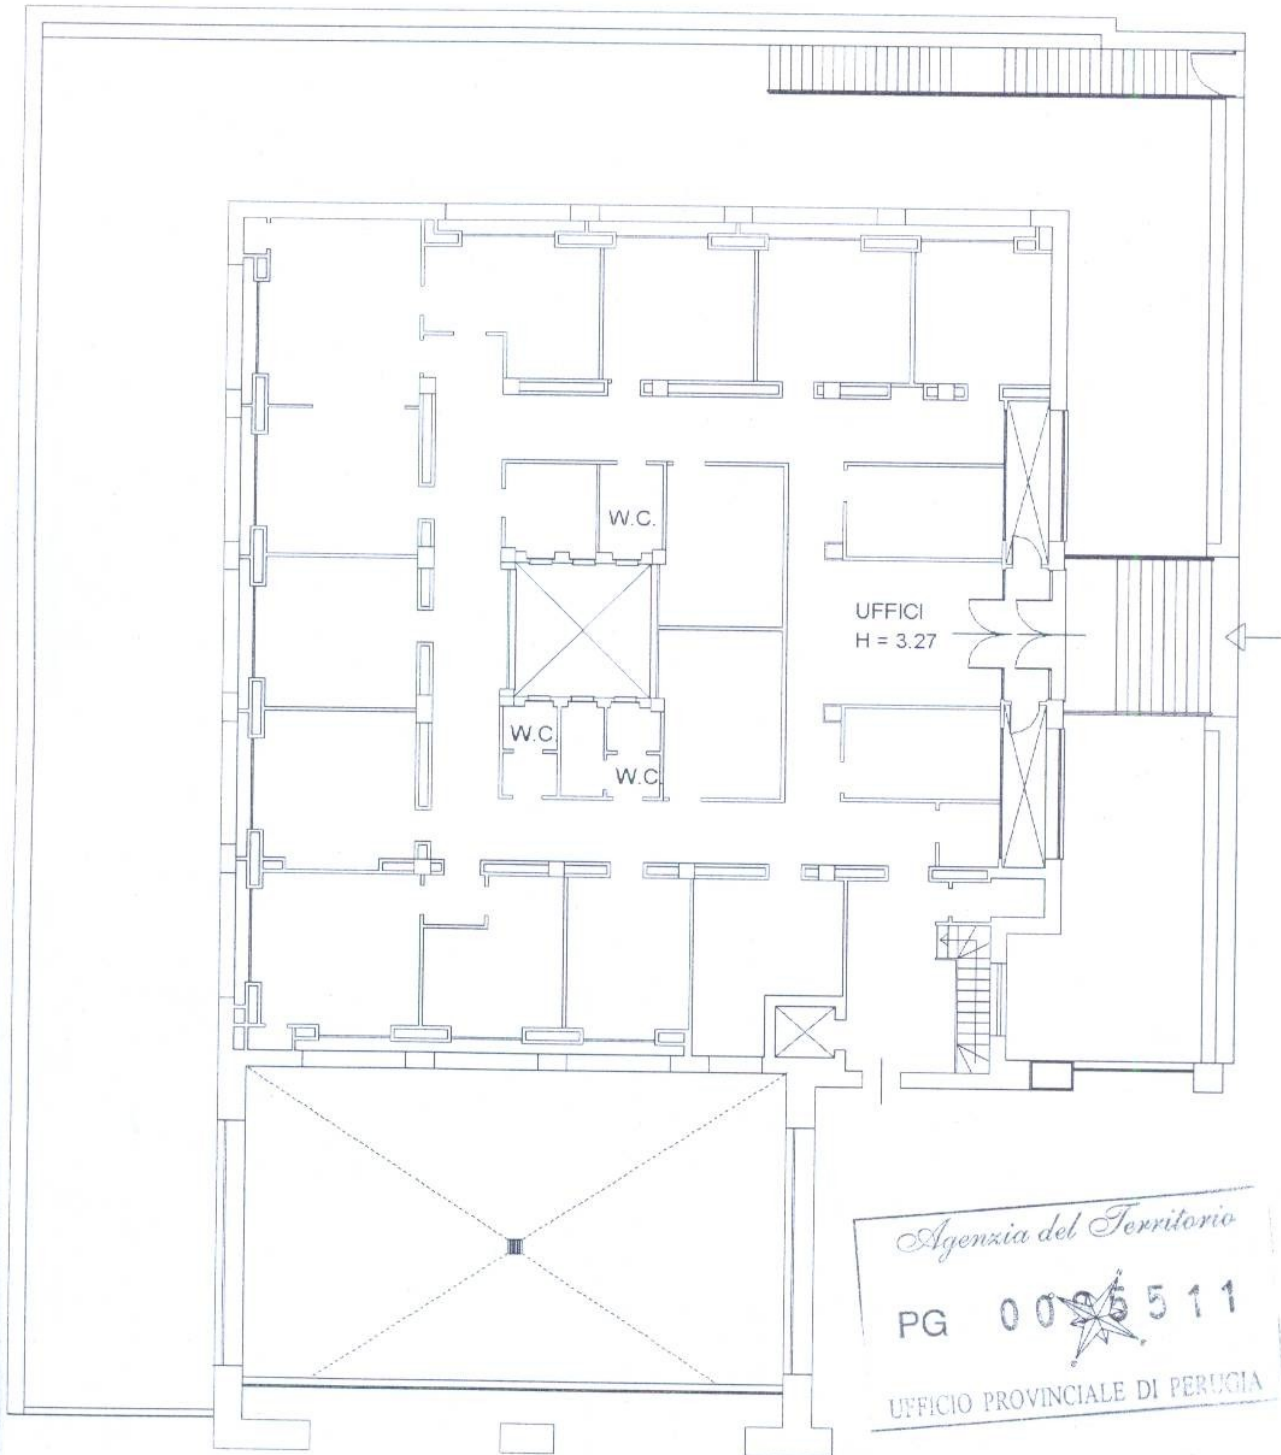 W.C.
UFFICI
H = 3.27
W.C.
W.C.
Agenzia del Territorio
PG
UFFICIO PROVINCIALE DI PERUGIA